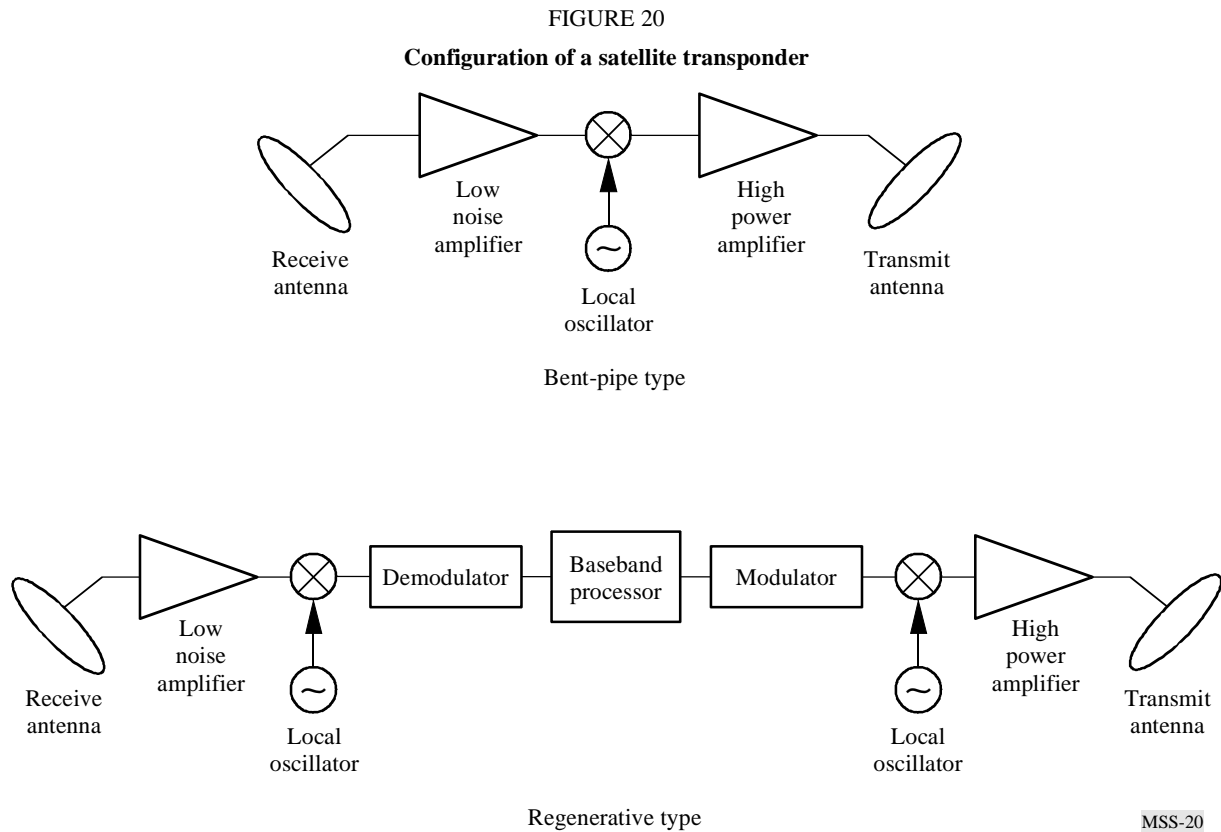 FIGURE 20
Configuration of a satellite transponder
Low
noise
amplifier
High
power
amplifier
Receive
antenna
Transmit
antenna
~
Local
oscillator
Bent-pipe type
Demodulator
Baseband
processor
Modulator
Low
noise
amplifier
High
power
amplifier
Receive
antenna
~
Local
oscillator
~
Local
oscillator
Transmit
antenna
Regenerative type
MSS-20